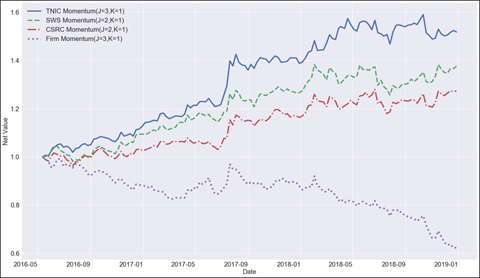 1.6
1.4
1.2
1.0
0.8
0.6
Net Value
TNIC Momentum(J=3,K=1)
SWS Momentum(J=2,K=1)
CSRC Momentum(J=2,K=1)
Firm Momentum(J=3,K=1)
2016-05 2016-09 2017-01 2017-05 2017-09 2018-01 2018-05 2018-09 2019-01
Date